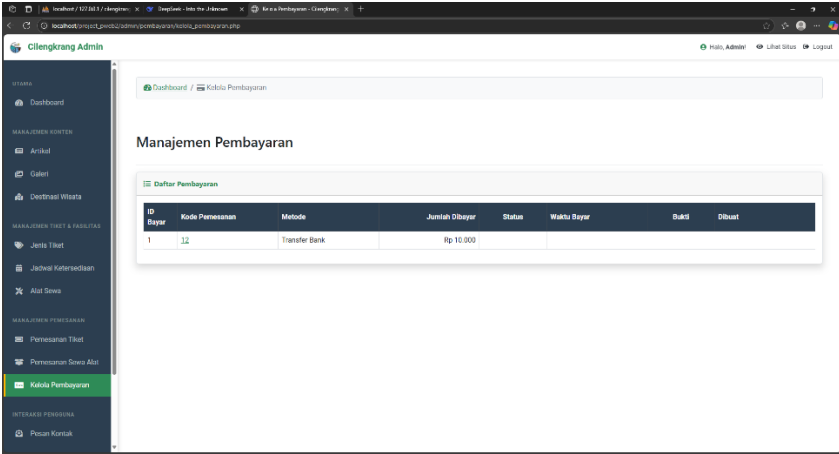 localhost / 127.0.0.1 / cilengkran
DeepSeek - Into the Unknown
Kelola Pembayaran - Cilengkrang
localhost/project_pweb2/admin/pembayaran/kelola_pembayaran.php
Cilengkrang Admin
Halo, Admin!
Lihat Situs
Logout
UTAMA
Dashboard
MANAJEMEN KONTEN
Artikel
Galeri
Destinasi Wisata
MANAJEMEN TIKET & FASILITAS
Jenis Tiket
Jadwal Ketersediaan
Alat Sewa
MANAJEMEN PEMESANAN
Pemesanan Tiket
Pemesanan Sewa Alat
Kelola Pembayaran
INTERAKSI PENGGUNA
Pesan Kontak
Dashboard / Kelola Pembayaran
Manajemen Pembayaran
Daftar Pembayaran
ID Bayar Kode Pemesanan Metode Jumlah Dibayar Status Waktu Bayar Bukti Dibuat
1 12 Transfer Bank Rp 10.000